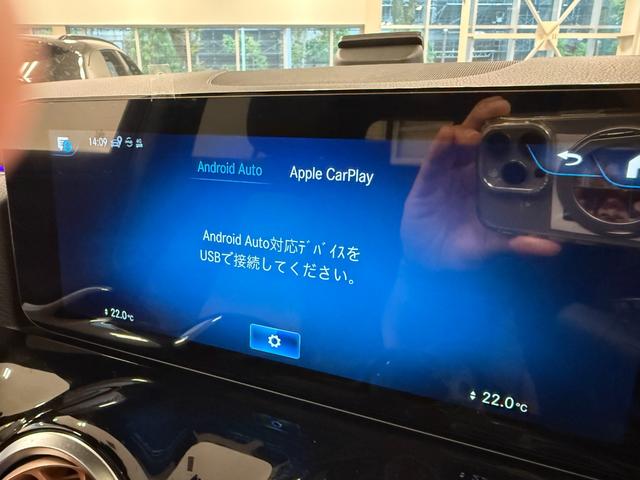 14:09
Android Auto
Apple CarPlay
Android Auto対応ﾃﾞﾊﾞｲｽを
USBで接続してください。
22.0°C
22.0°C